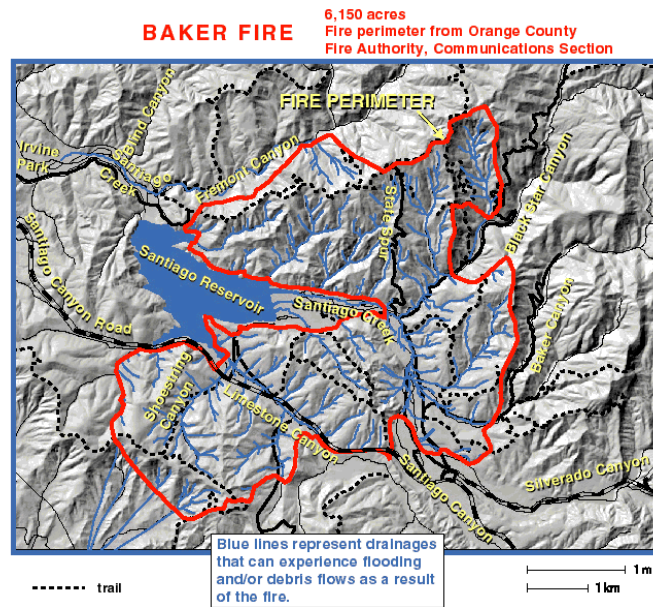 BAKER FIRE
6,150 acres
Fire perimeter from Orange County
Fire Authority, Communications Section
FIRE PERIMETER
Blind Canyon
Irvine
Park
Santiago
Creek
Fremont Canyon
State Spur
Black Star Canyon
Santiago Canyon Road
Santiago Reservoir
Santiago Creek
Baker Canyon
Shoestring
Canyon
Limestone Canyon
Santiago Canyon
Silverado Canyon
Blue lines represent drainages
that can experience flooding
and/or debris flows as a result
of the fire.
trail
1 m
1 km